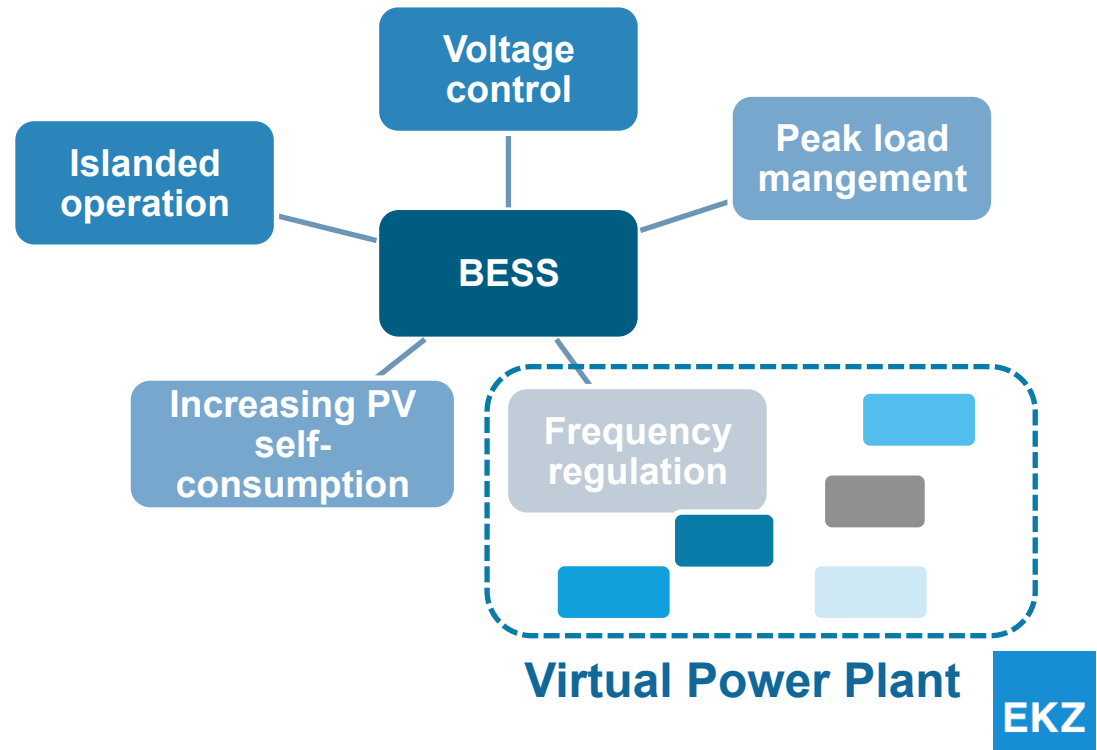 Voltage
control
Islanded
operation
Peak load
mangement
BESS
Increasing PV
self-
consumption
Frequency
regulation
Virtual Power Plant
EKZ